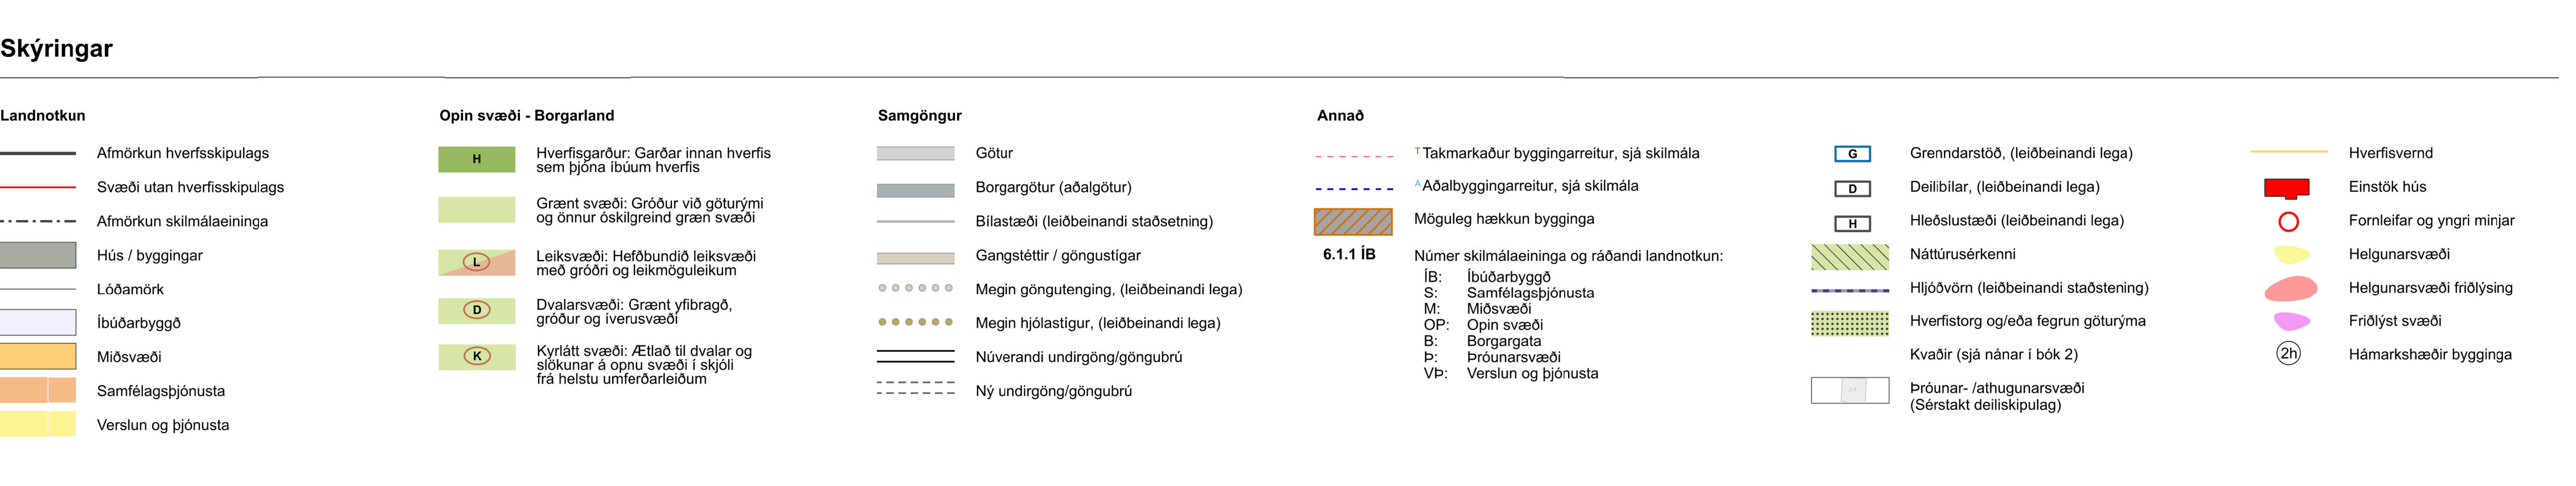 Skýringar
Landnotkun
Afmörkun hverfsskipulags
Svæði utan hverfisskipulags
Afmörkun skilmálaeininga
Hús / byggingar
Lóðamörk
Íbúðarbyggð
Miðsvæði
Samfélagsþjónusta
Verslun og þjónusta
Opin svæði - Borgarland
H
Hverfisgarður: Garðar innan hverfis
sem þjóna íbúum hverfis
Grænt svæði: Gróður við göturými
og önnur óskilgreind græn svæði
L
Leiksvæði: Hefðbundið leiksvæði
með gróðri og leikmöguleikum
D
Dvalarsvæði: Grænt yfibragð,
gróður og íverusvæði
K
Kyrlátt svæði: Ætlað til dvalar og
slökunar á opnu svæði í skjóli
frá helstu umferðarleiðum
Samgöngur
Götur
Borgargötur (aðalgötur)
Bílastæði (leiðbeinandi staðsetning)
Gangstéttir / göngustígar
Megin göngutenging, (leiðbeinandi lega)
Megin hjólastígur, (leiðbeinandi lega)
Núverandi undirgöng/göngubrú
Ný undirgöng/göngubrú
Annað
T Takmarkaður byggingarreitur, sjá skilmála
A Aðalbyggingarreitur, sjá skilmála
Möguleg hækkun bygginga
6.1.1 ÍB Númer skilmálaeininga og ráðandi landnotkun:
ÍB: Íbúðarbyggð
S: Samfélagsþjónusta
M: Miðsvæði
OP: Opin svæði
B: Borgargata
Þ: Þróunarsvæði
VÞ: Verslun og þjónusta
G Grenndarstöð, (leiðbeinandi lega)
D Deilibílar, (leiðbeinandi lega)
H Hleðslustæði (leiðbeinandi lega)
Náttúrusérkenni
Hljóðvörn (leiðbeinandi staðstening)
Hverfistorg og/eða fegrun göturýma
Kvaðir (sjá nánar í bók 2)
Þróunar- /athugunarsvæði
(Sérstakt deiliskipulag)
Hverfisvernd
Einstök hús
Fornleifar og yngri minjar
Helgunarsvæði
Helgunarsvæði friðlýsing
Friðlýst svæði
2h Hámarkshæðir bygginga